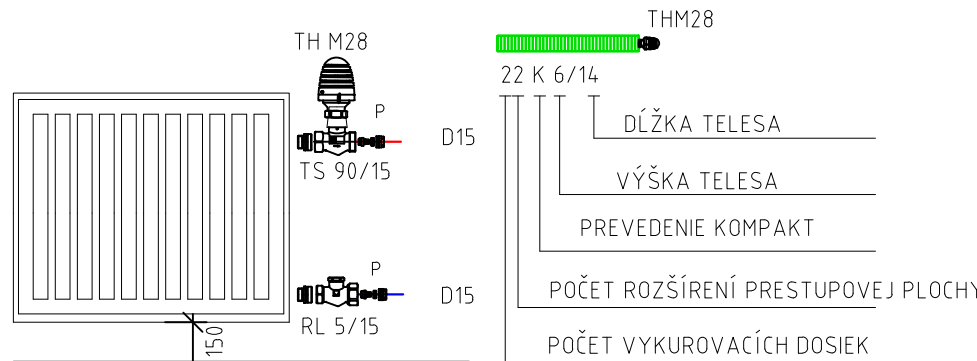 TH M28
P
D15
TS 90/15
P
D15
RL 5/15
150
THM28
22 K 6/14
DĹŽKA TELESA
VÝŠKA TELESA
PREVEDENIE KOMPAKT
POČET ROZŠÍRENÍ PRESTUPOVEJ PLOCHY
POČET VYKUROVACÍCH DOSIEK